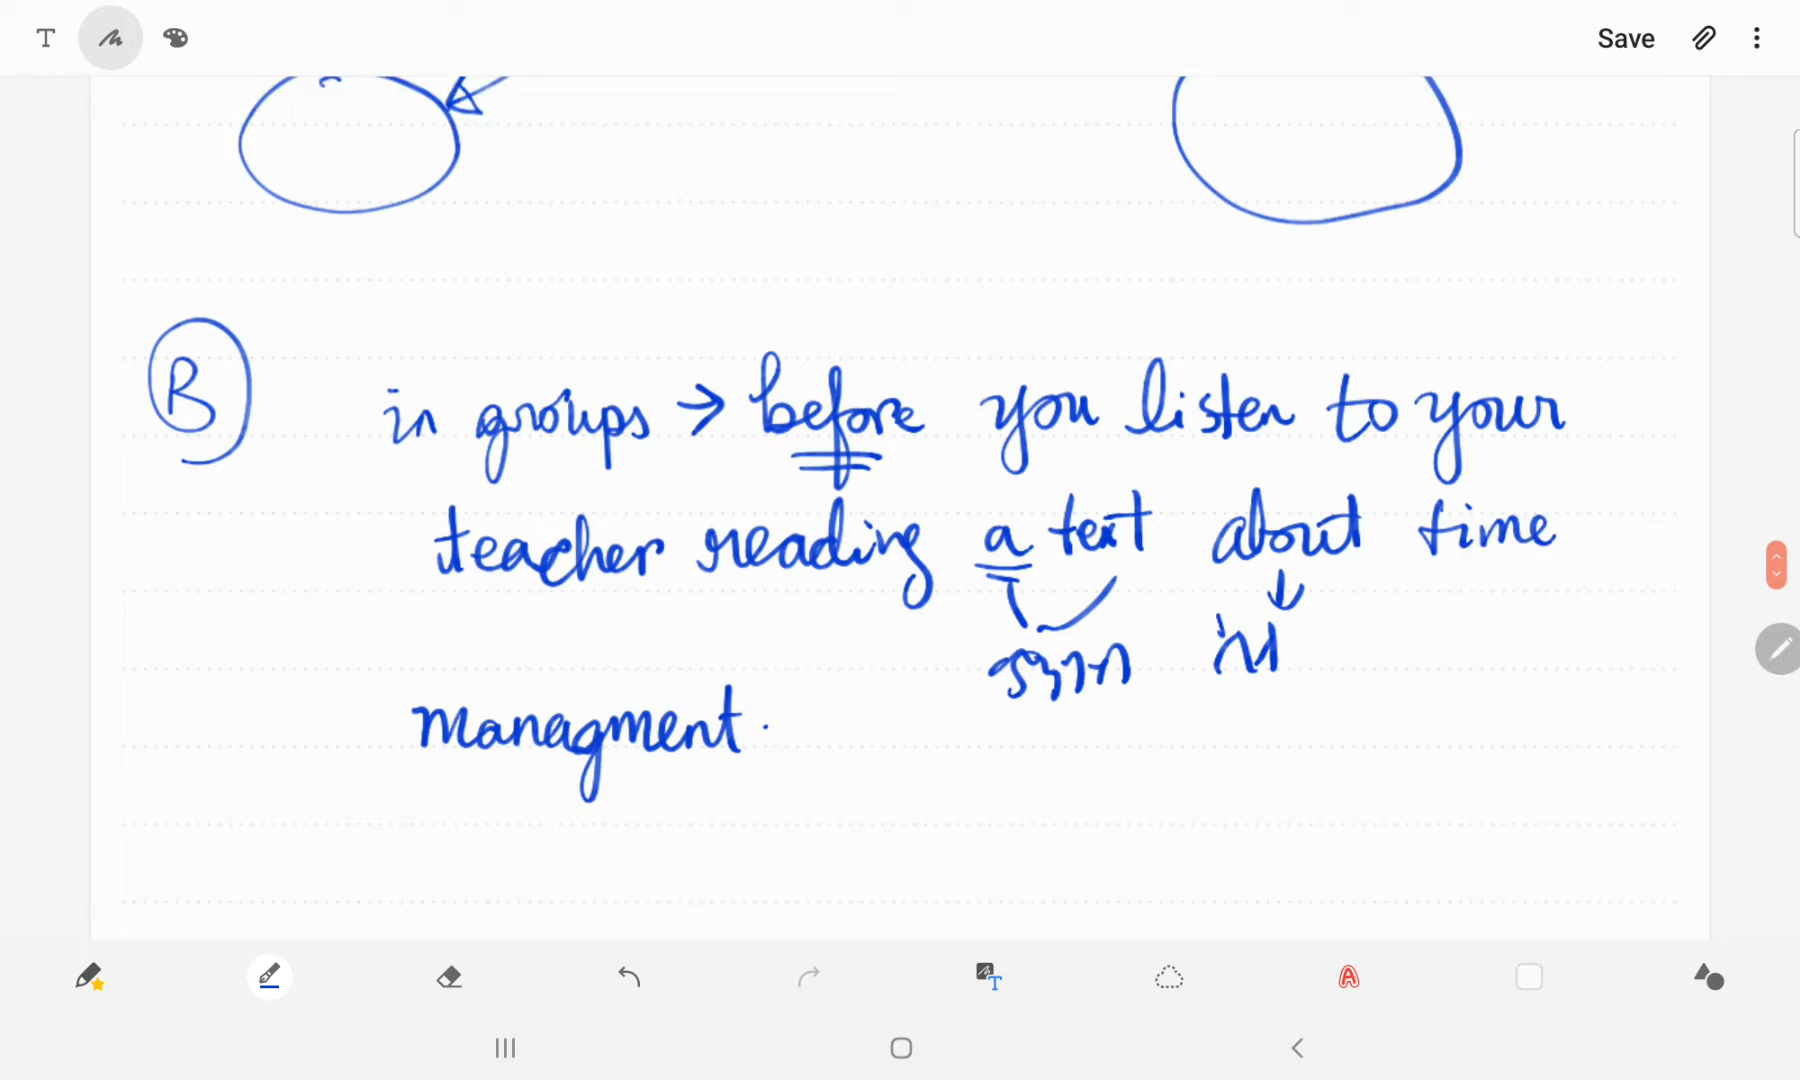 Save
B in groups → before you listen to your
teacher reading a text about time
managment.